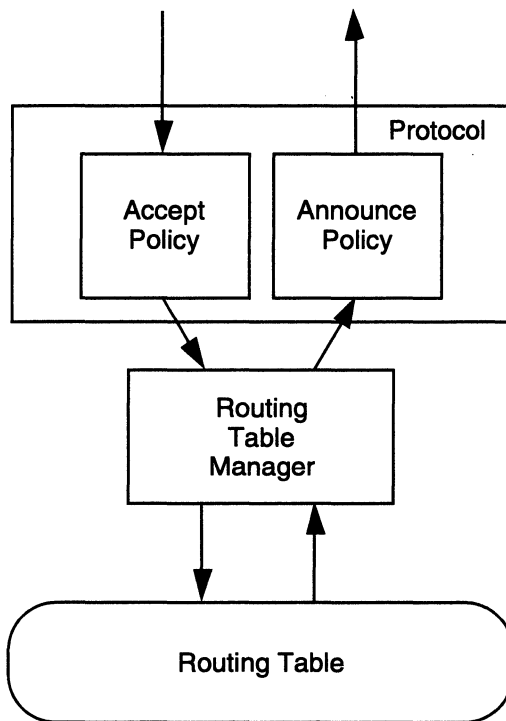 Protocol
Accept
Policy
Announce
Policy
Routing
Table
Manager
Routing Table